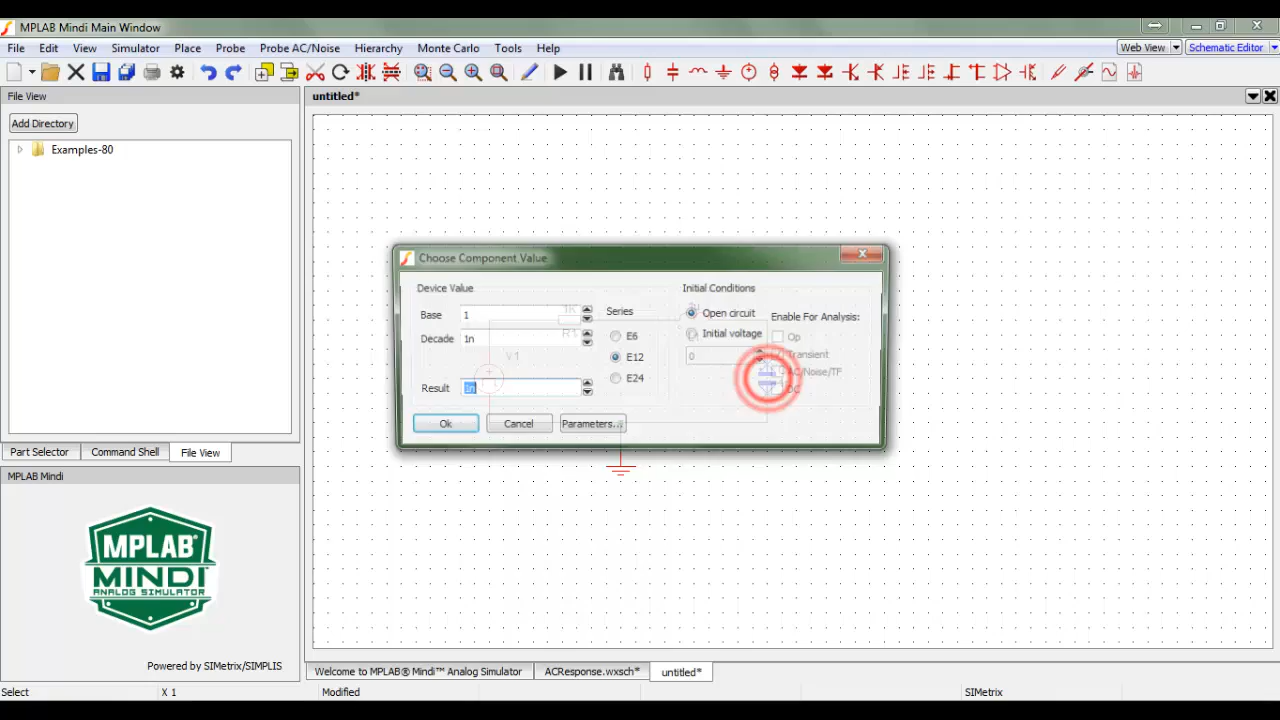 MPLAB Mindi Main Window
File Edit View Simulator Place Probe Probe AC/Noise Hierarchy Monte Carlo Tools Help
Web View Schematic Editor
File View
untitled*
Add Directory
Examples-80
Choose Component Value
Device Value
Initial Conditions
Base 1
Series
Open circuit
Enable For Analysis:
Decade 1n
1K
R1
E6
Initial voltage
Op
V1
E12
0
Transient
AC/Noise/TF
Result 1n
E24
DC
Ok Cancel Parameters...
Part Selector Command Shell File View
MPLAB Mindi
MPLAB
MINDI
ANALOG SIMULATOR
Powered by SIMetrix/SIMPLIS
Welcome to MPLAB® Mindi™ Analog Simulator ACResponse.wxsch* untitled*
Select X 1 Modified SIMetrix